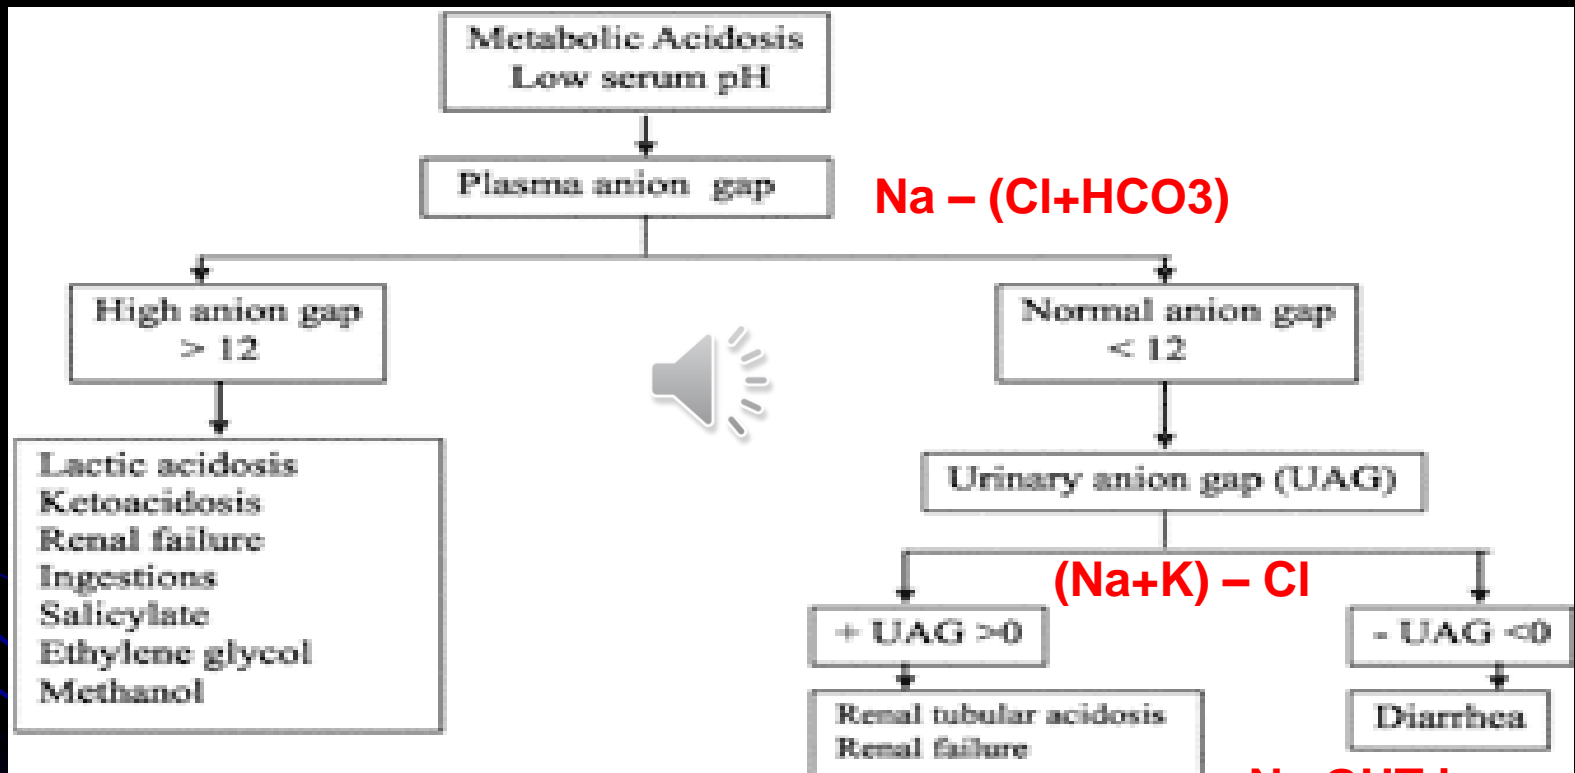 Metabolic Acidosis
Low serum pH
Plasma anion gap
Na – (Cl+HCO3)
High anion gap
> 12
Normal anion gap
< 12
Lactic acidosis
Ketoacidosis
Renal failure
Ingestions
Salicylate
Ethylene glycol
Methanol
Urinary anion gap (UAG)
(Na+K) – Cl
+ UAG >0
- UAG <0
Renal tubular acidosis
Renal failure
Diarrhea